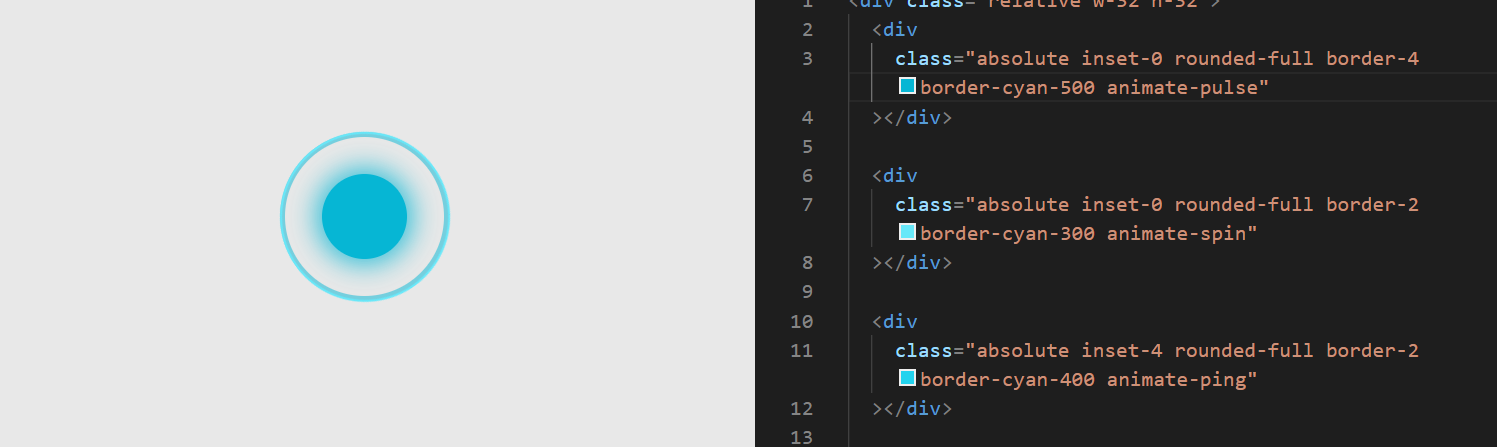 1 <div class="relative w-32 h-32">
2 <div
3 class="absolute inset-0 rounded-full border-4
border-cyan-500 animate-pulse"
4 ></div>
5
6 <div
7 class="absolute inset-0 rounded-full border-2
border-cyan-300 animate-spin"
8 ></div>
9
10 <div
11 class="absolute inset-4 rounded-full border-2
border-cyan-400 animate-ping"
12 ></div>
13